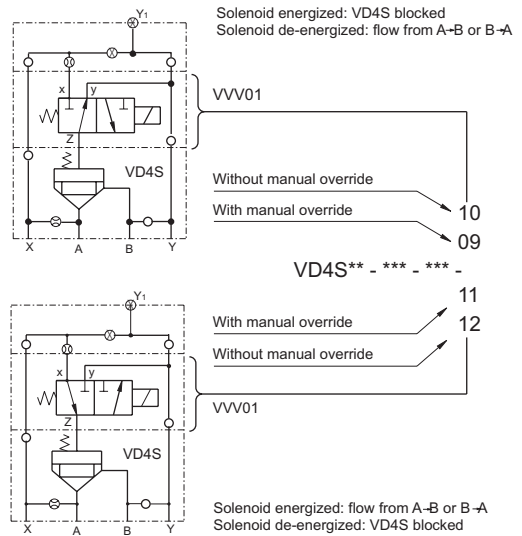 Y1
Solenoid energized: VD4S blocked
Solenoid de-energized: flow from A→B or B→A
x y
VVV01
Z
VD4S
Without manual override
10
With manual override
09
X A B Y
VD4S** - *** - *** -
11
Y1
With manual override
12
Without manual override
x y
VVV01
Z
VD4S
Solenoid energized: flow from A→B or B→A
Solenoid de-energized: VD4S blocked
X A B Y